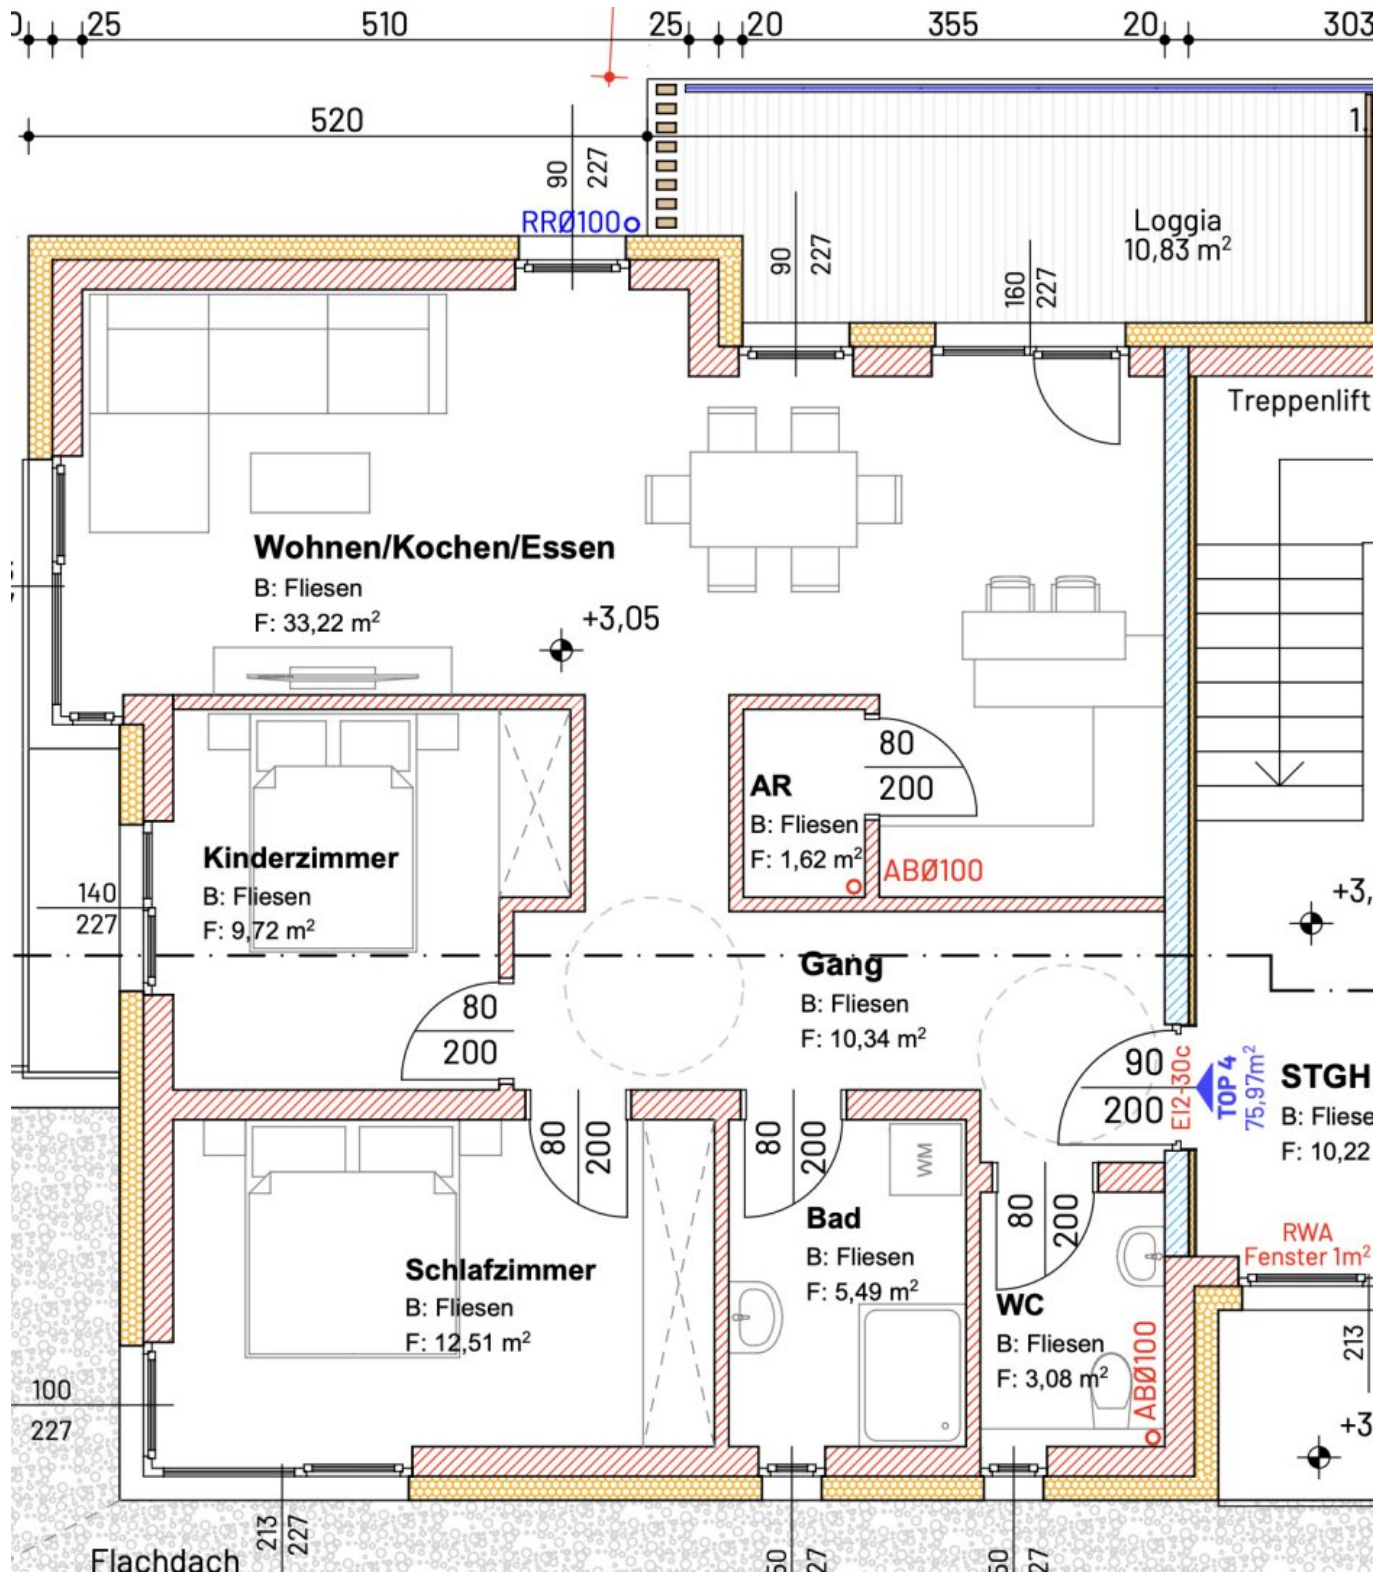 25
510
25
20
355
20
303
520
1.
90
227
RRØ100
90
227
160
227
Loggia
10,83 m²
Treppenlift
Wohnen/Kochen/Essen
B: Fliesen
F: 33,22 m²
+3,05
80
200
AR
B: Fliesen
F: 1,62 m²
ABØ100
Kinderzimmer
B: Fliesen
F: 9,72 m²
140
227
+3,
Gang
B: Fliesen
F: 10,34 m²
80
200
90
200
EI2-30c
TOP 4
75,97m²
STGH
B: Fliese
F: 10,22
80
200
80
200
WM
80
200
Bad
B: Fliesen
F: 5,49 m²
RWA
Fenster 1m²
Schlafzimmer
B: Fliesen
F: 12,51 m²
WC
B: Fliesen
F: 3,08 m²
ABØ100
213
100
227
+3
213
227
Flachdach